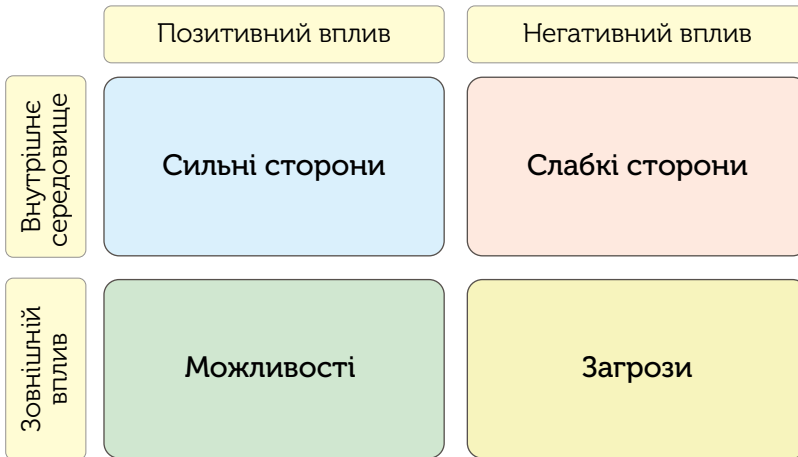 Позитивний вплив
Негативний вплив
Внутрішнє
середовище
Сильні сторони
Слабкі сторони
Зовнішній
вплив
Можливості
Загрози